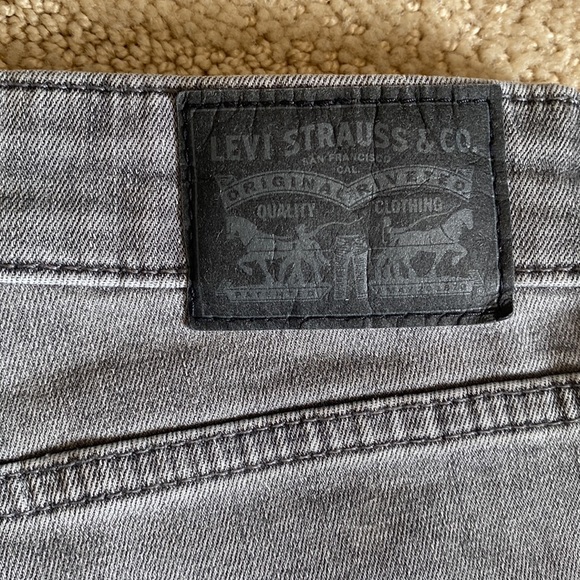 LEVI STRAUSS & CO.
SAN FRANCISCO
CAL.
ORIGINAL RIVETED
QUALITY CLOTHING